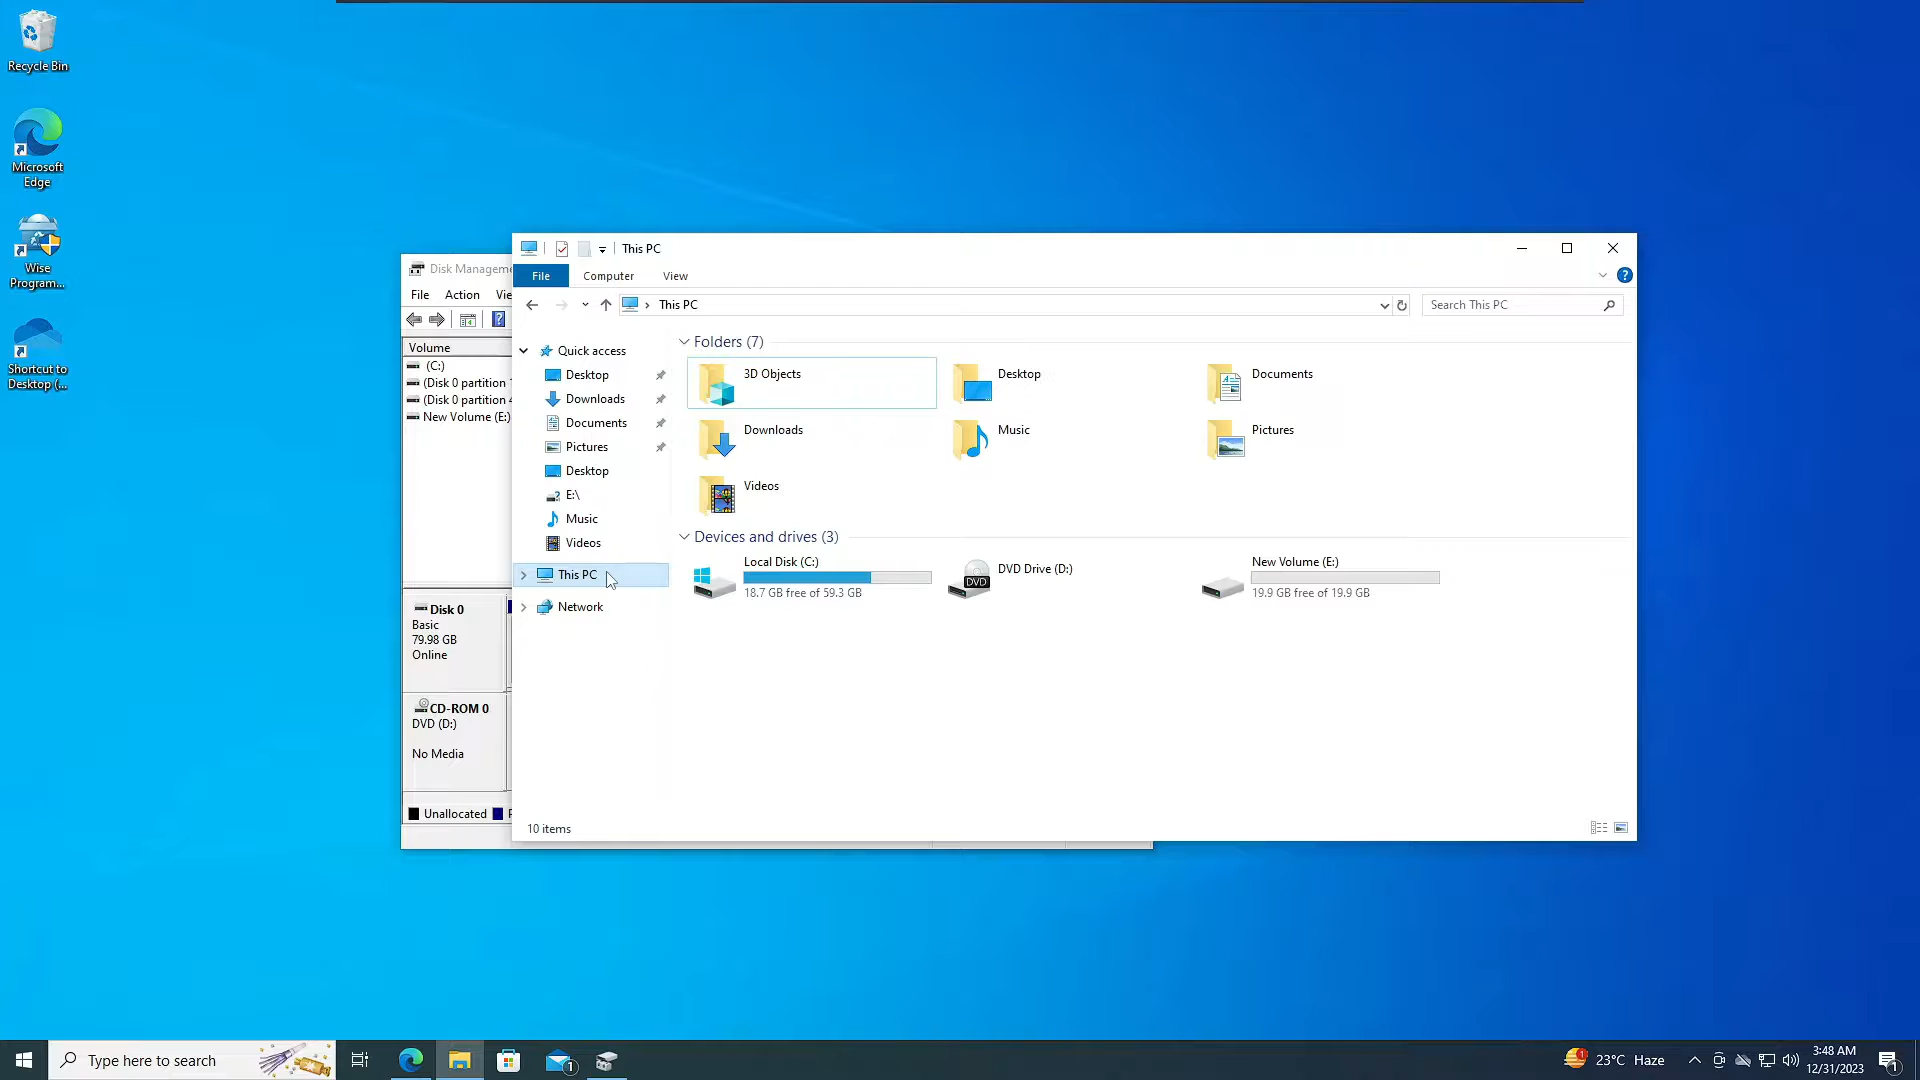 Recycle Bin
Microsoft
Edge
Wise
Program...
Shortcut to
Desktop (...
Disk Manageme
File Action Vie
Volume
(C:)
(Disk 0 partition
(Disk 0 partition
New Volume (E:)
Disk 0
Basic
79.98 GB
Online
CD-ROM 0
DVD (D:)
No Media
Unallocated
This PC
File Computer View
This PC
Search This PC
Quick access
Desktop
Downloads
Documents
Pictures
Desktop
E:\
Music
Videos
This PC
Network
Folders (7)
3D Objects
Desktop
Documents
Downloads
Music
Pictures
Videos
Devices and drives (3)
Local Disk (C:)
18.7 GB free of 59.3 GB
DVD
DVD Drive (D:)
New Volume (E:)
19.9 GB free of 19.9 GB
10 items
Type here to search
1
1
23°C Haze
3:48 AM
12/31/2023
1